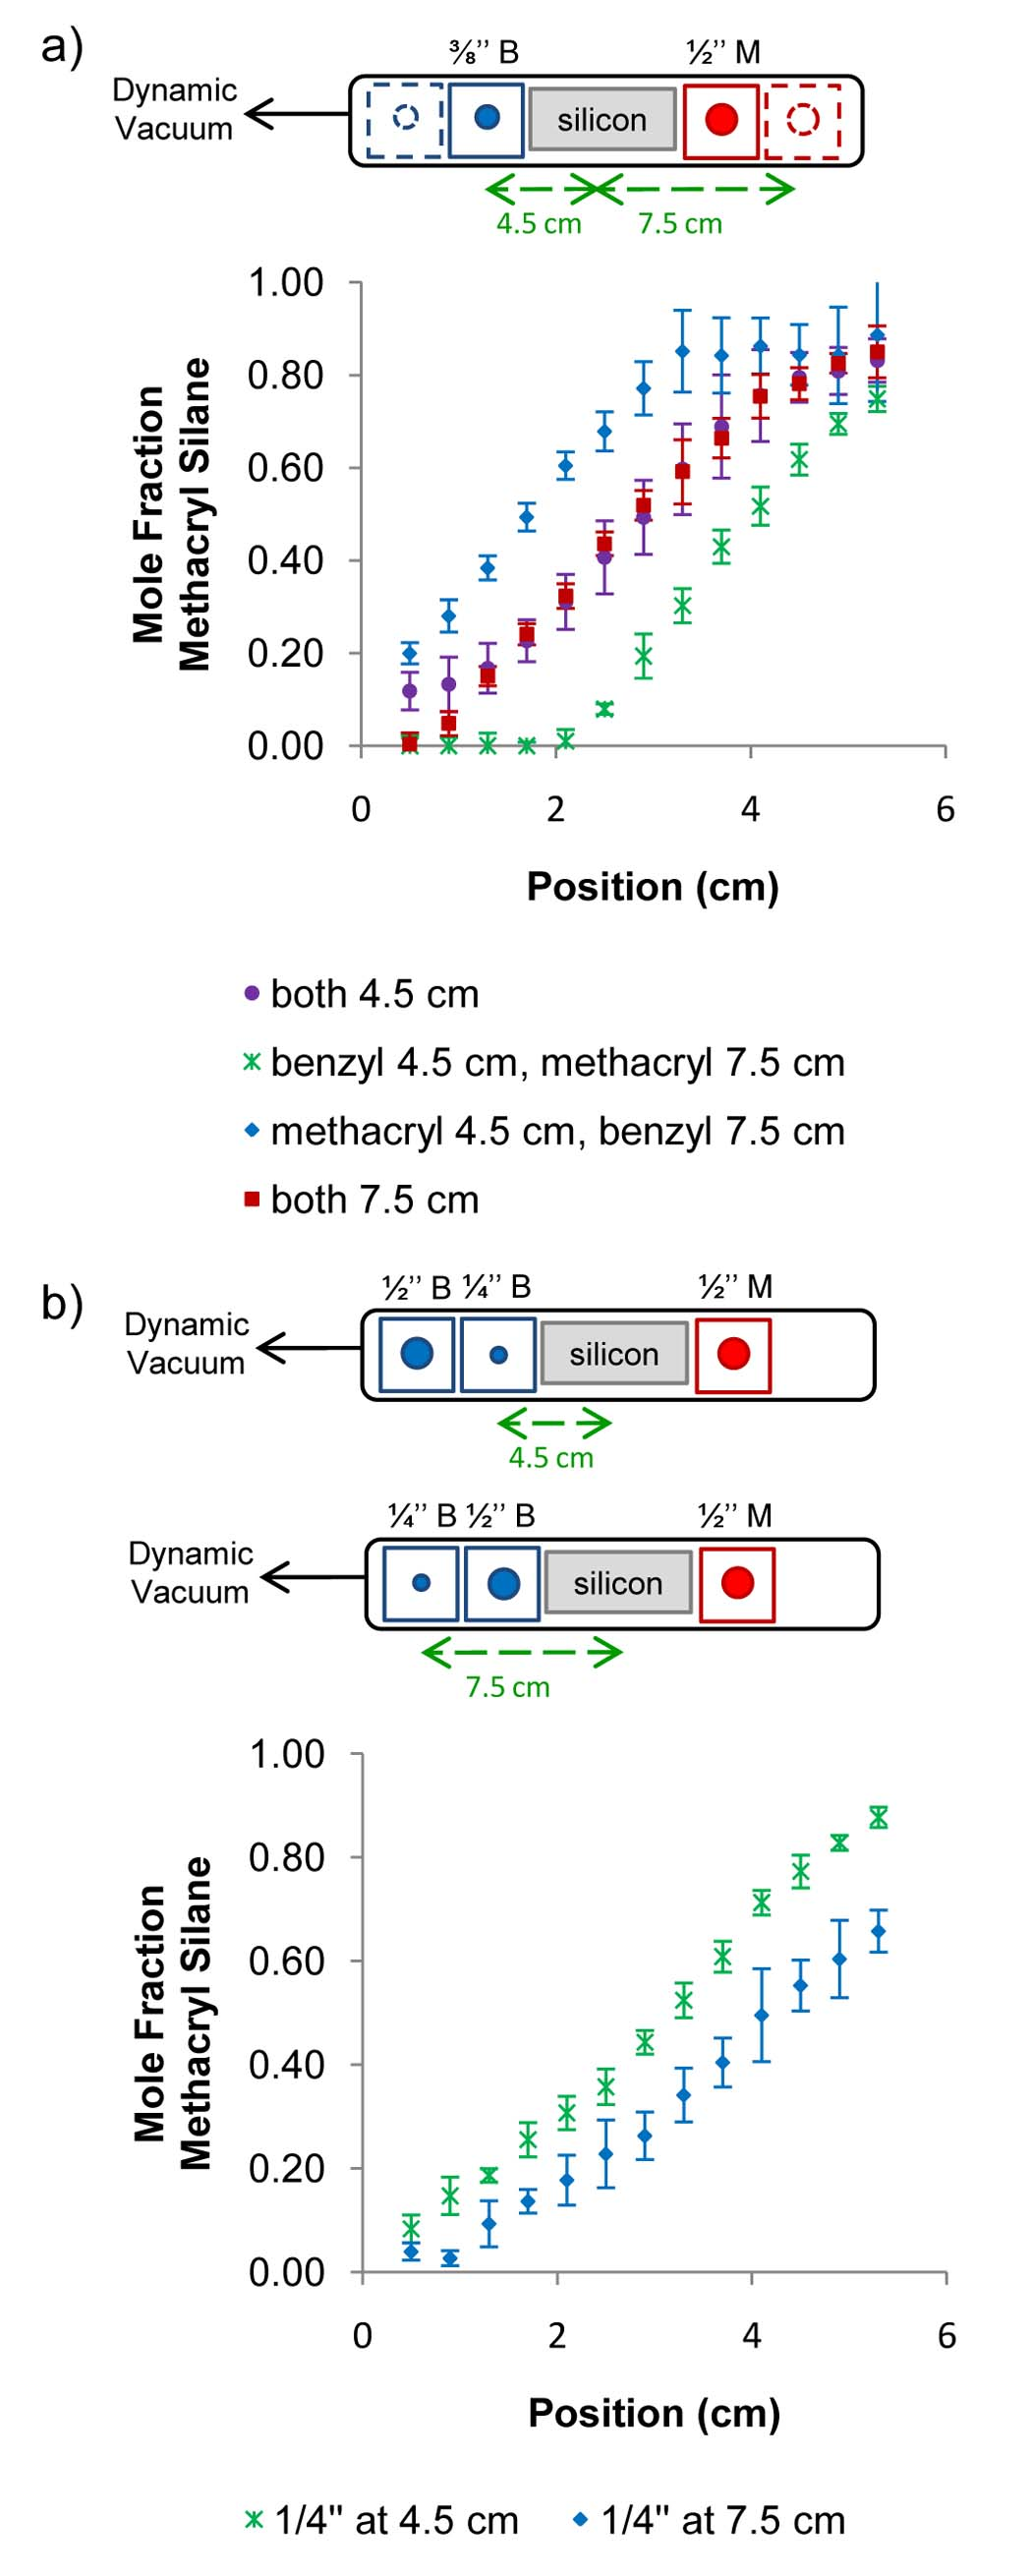 a)
⅜’’ B
½’’ M
Dynamic
Vacuum
silicon
4.5 cm
7.5 cm
1.00
0.80
0.60
0.40
0.20
0.00
Mole Fraction
Methacryl Silane
0
2
4
6
Position (cm)
both 4.5 cm
benzyl 4.5 cm, methacryl 7.5 cm
methacryl 4.5 cm, benzyl 7.5 cm
both 7.5 cm
b)
½’’ B ¼’’ B
½’’ M
Dynamic
Vacuum
silicon
4.5 cm
¼’’ B ½’’ B
½’’ M
Dynamic
Vacuum
silicon
7.5 cm
1.00
0.80
0.60
0.40
0.20
0.00
Mole Fraction
Methacryl Silane
0
2
4
6
Position (cm)
1/4" at 4.5 cm
1/4" at 7.5 cm